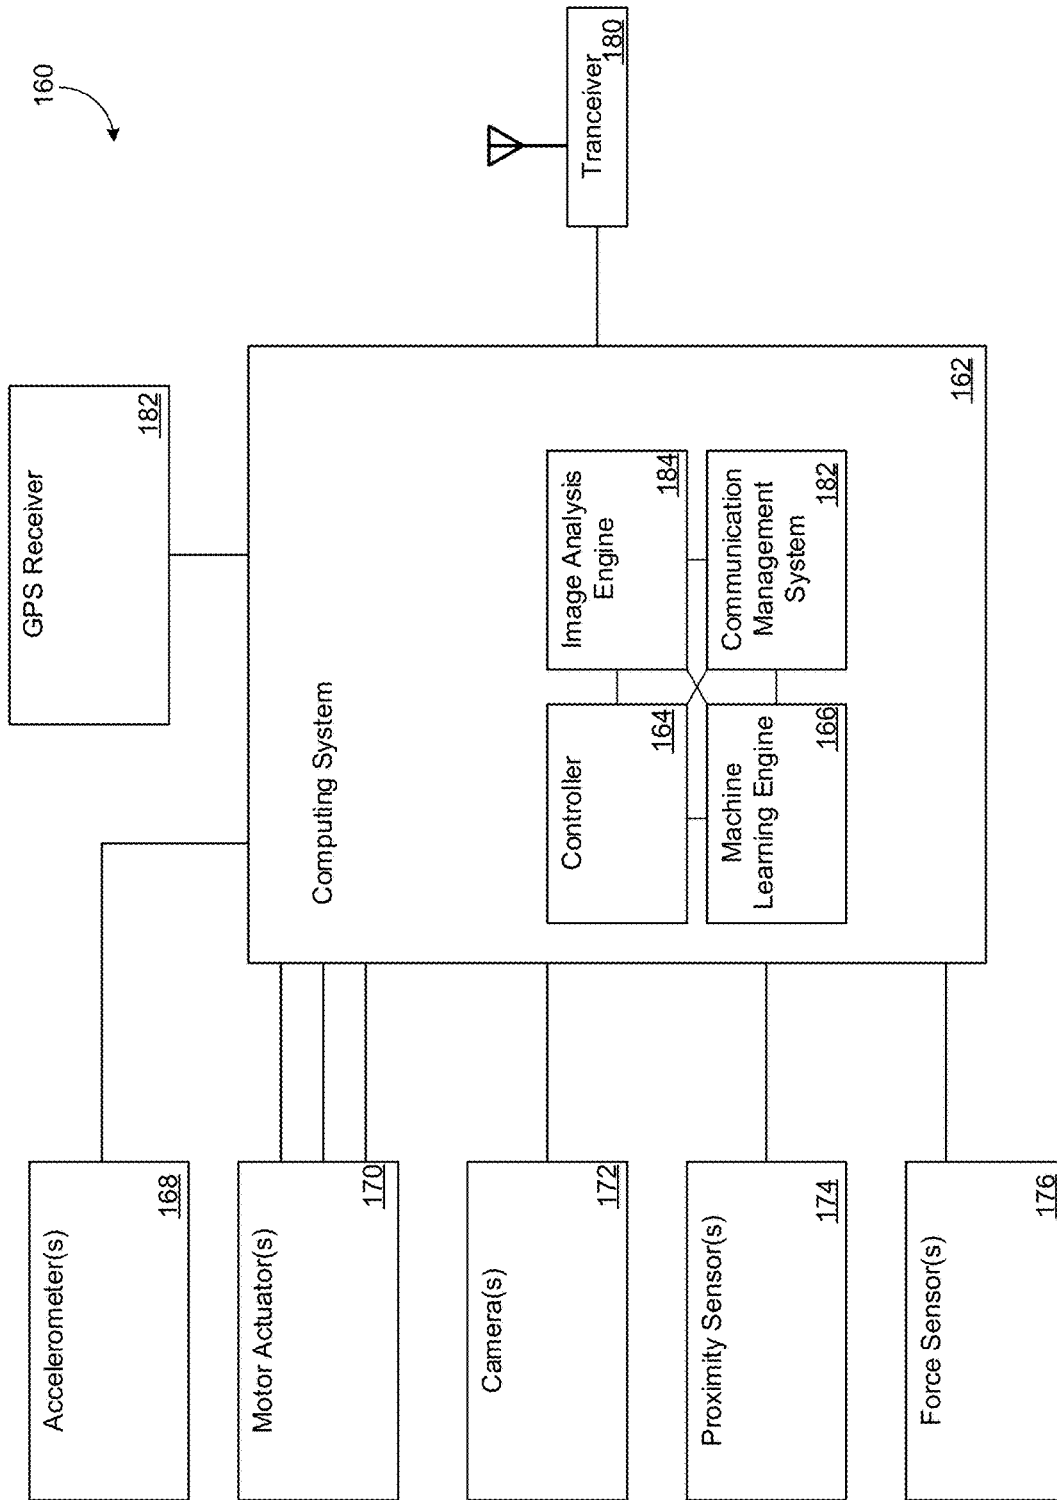 160
Accelerometer(s)
168
Motor Actuator(s)
170
Camera(s)
172
Proximity Sensor(s)
174
Force Sensor(s)
176
GPS Receiver
182
Computing System
162
Controller
164
Image Analysis
Engine
184
Machine
Learning Engine
166
Communication
Management
System
182
Tranceiver
180